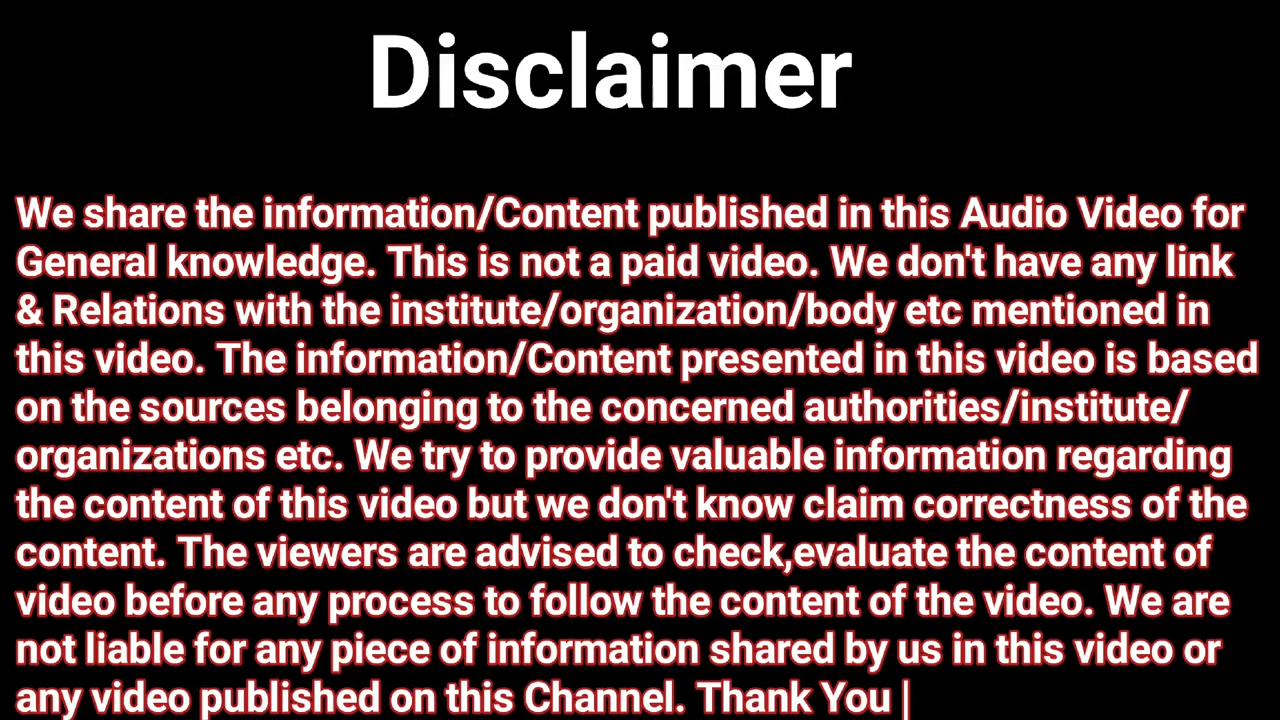 Disclaimer
We share the information/Content published in this Audio Video for
General knowledge. This is not a paid video. We don't have any link
& Relations with the institute/organization/body etc mentioned in
this video. The information/Content presented in this video is based
on the sources belonging to the concerned authorities/institute/
organizations etc. We try to provide valuable information regarding
the content of this video but we don't know claim correctness of the
content. The viewers are advised to check,evaluate the content of
video before any process to follow the content of the video. We are
not liable for any piece of information shared by us in this video or
any video published on this Channel. Thank You |